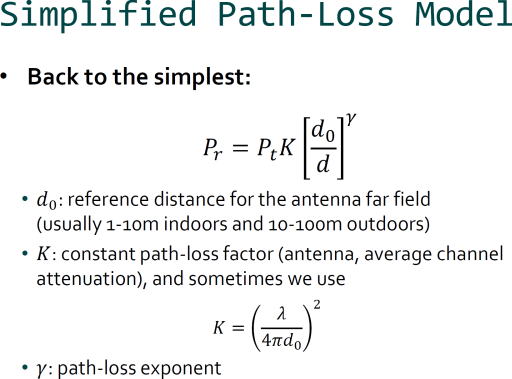 Simplified Path-Loss Model
• Back to the simplest:
P_r = P_t K [d_0/d]^γ
• d_0: reference distance for the antenna far field
(usually 1-10m indoors and 10-100m outdoors)
• K: constant path-loss factor (antenna, average channel
attenuation), and sometimes we use
K = (λ/4πd_0)^2
• γ: path-loss exponent